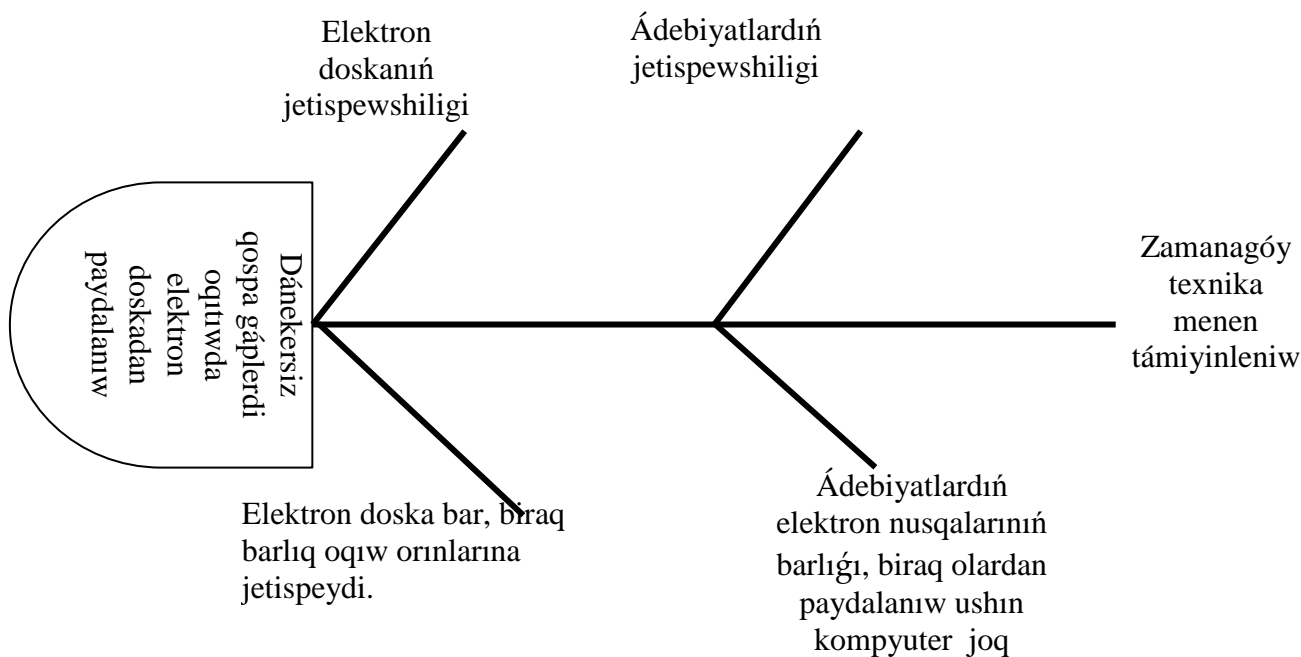 Elektron
doskanıń
jetispewshiligi
Ádebiyatlardıń
jetispewshiligi
Dánekersiz
qospa gáplerdi
oqıtıwda
elektron
doskadan
paydalanıw
Zamanagóy
texnika
menen
támiyinleniw
Elektron doska bar, biraq
barlıq oqıw orınlarına
jetispeydi.
Ádebiyatlardıń
elektron nusqalarınıń
barlıǵı, biraq olardan
paydalanıw ushın
kompyuter joq